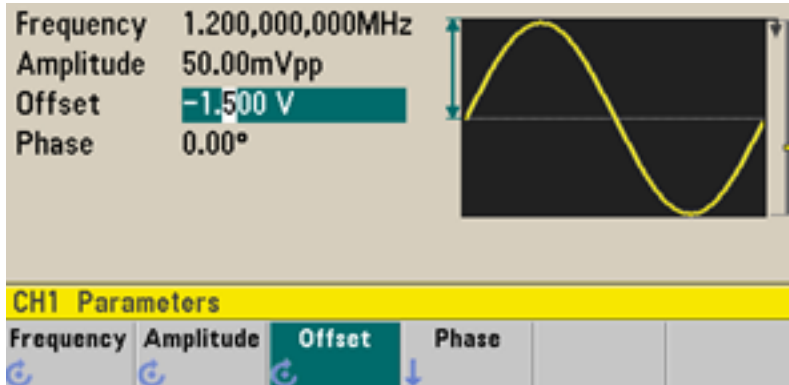 Frequency 1.200,000,000MHz
Amplitude 50.00mVpp
Offset -1.500 V
Phase 0.00°
CH1 Parameters
Frequency Amplitude Offset Phase